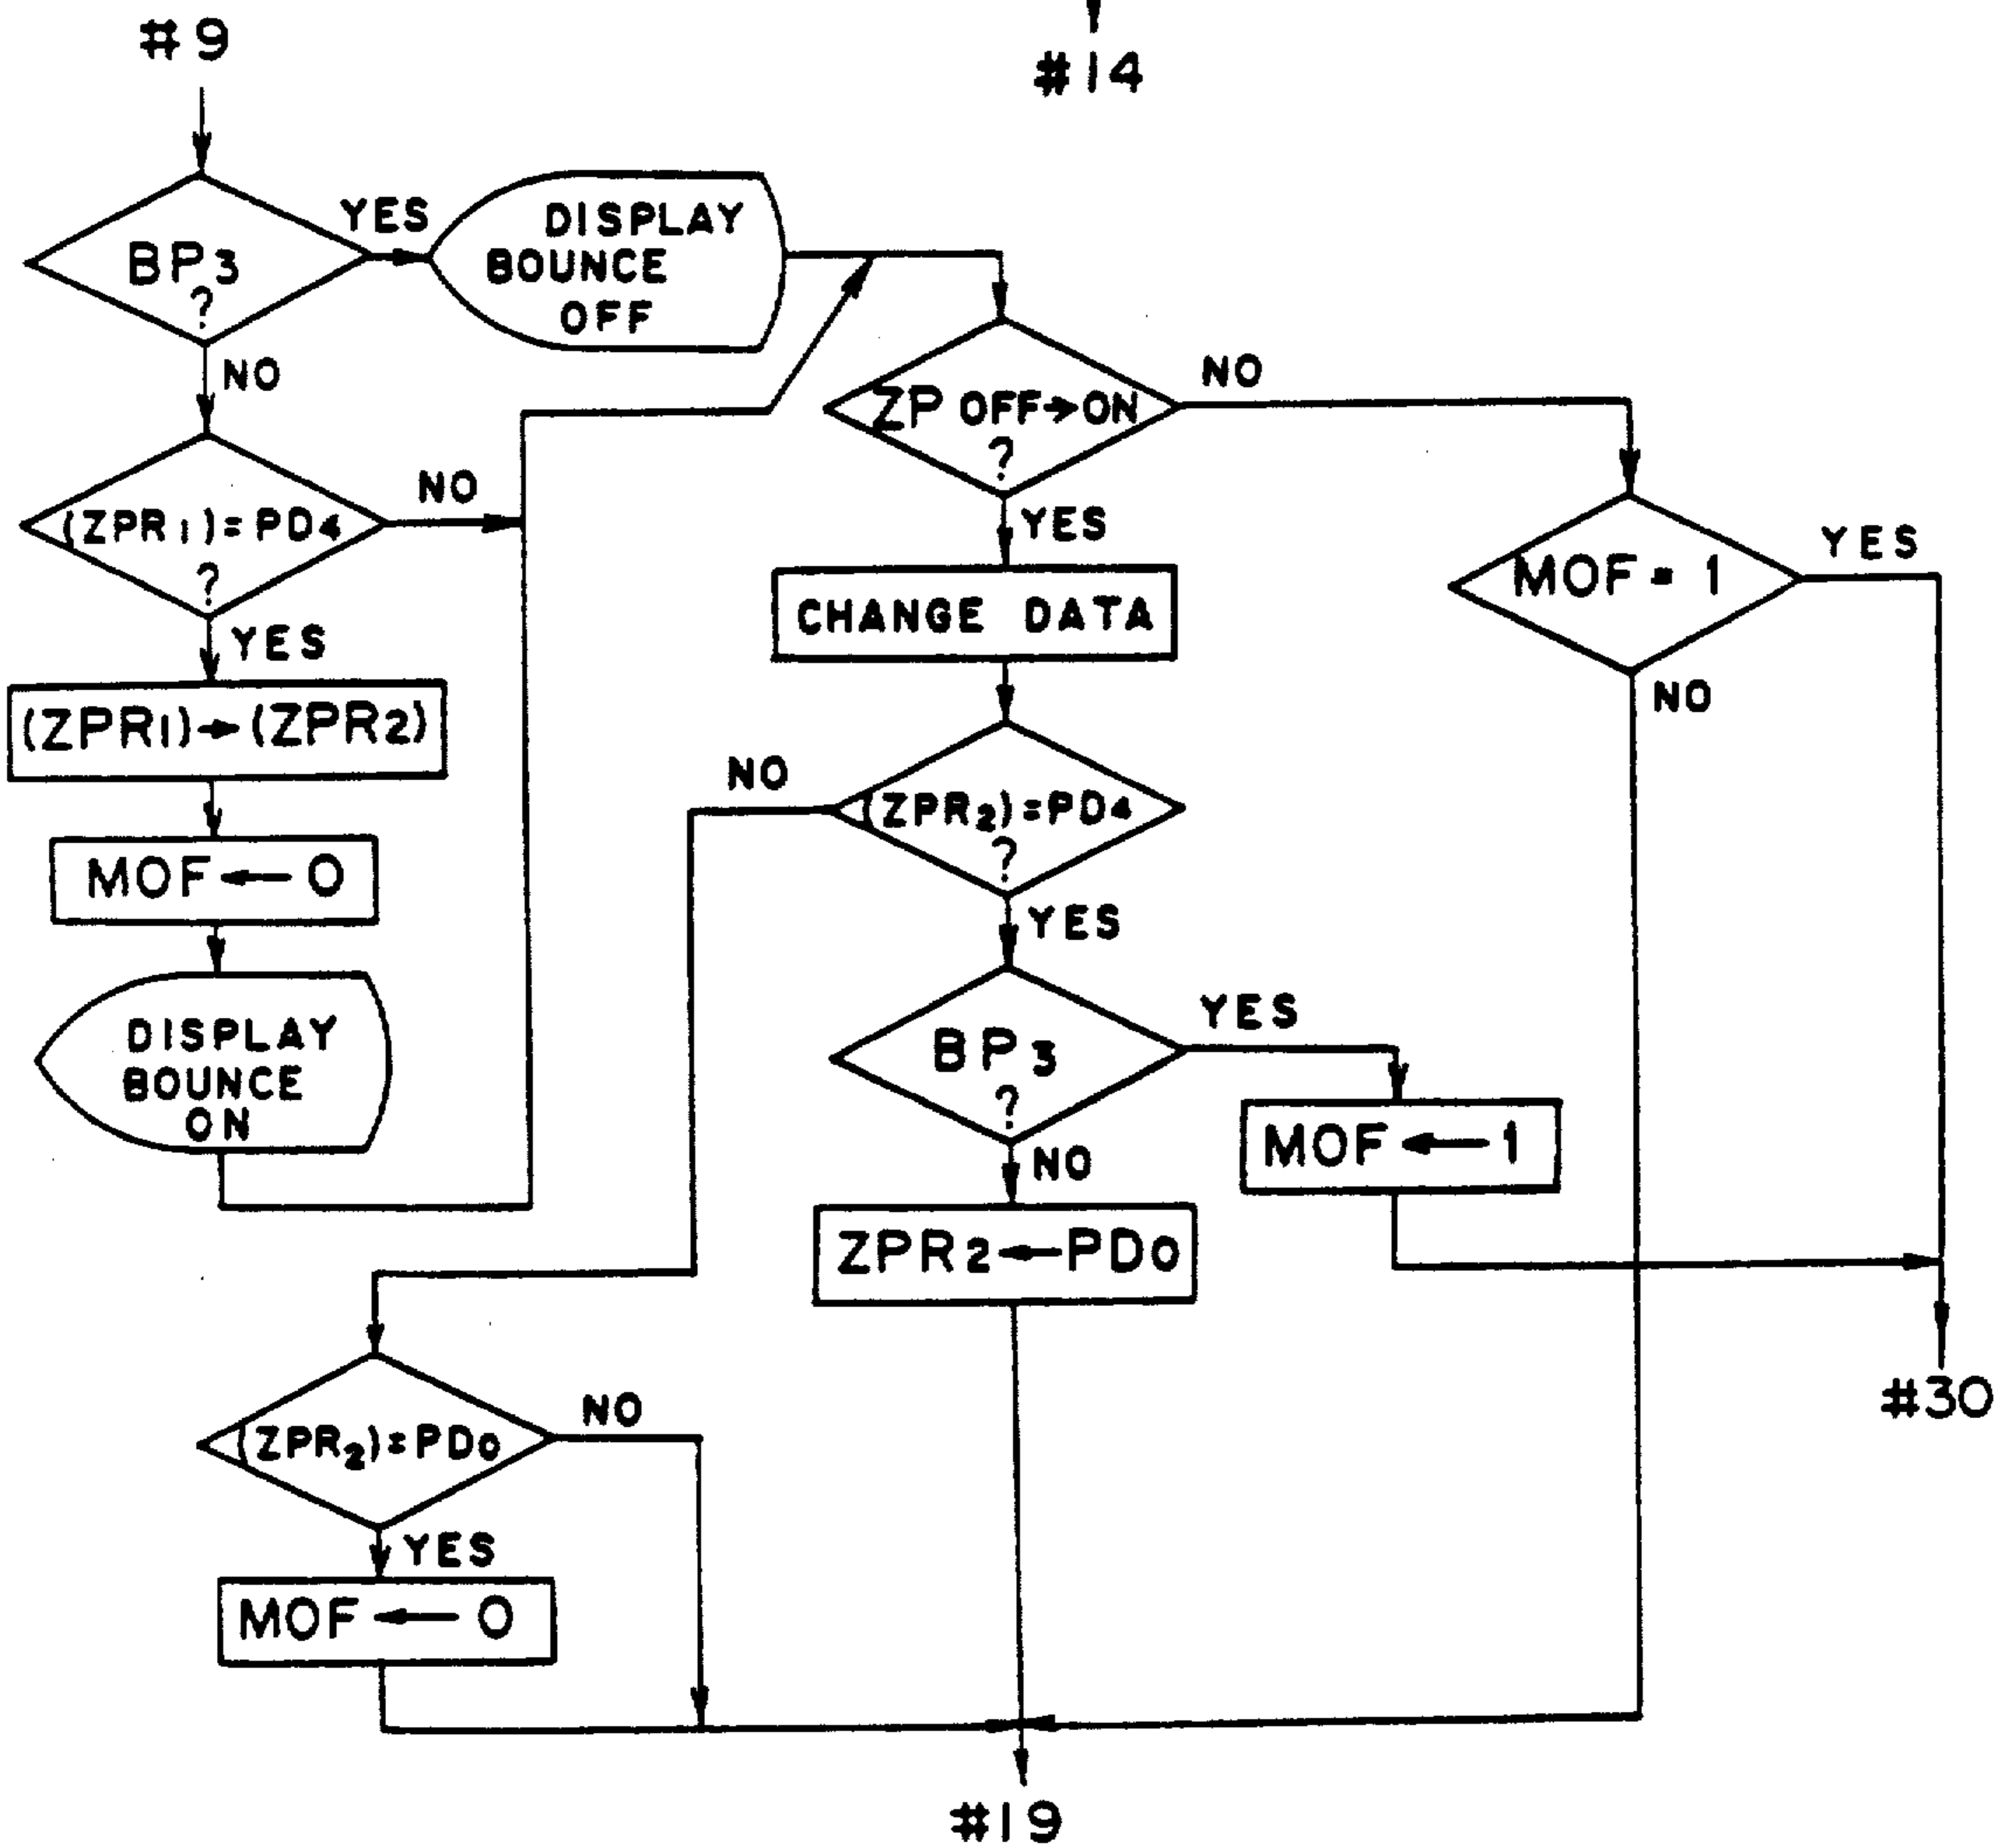 #9
#14
BP3
?
YES
DISPLAY
BOUNCE
OFF
NO
(ZPR1)=PD4
?
NO
YES
(ZPR1)→(ZPR2)
MOF ← 0
DISPLAY
BOUNCE
ON
ZP OFF→ON
?
NO
YES
CHANGE DATA
(ZPR2)=PD4
?
NO
YES
BP3
?
YES
MOF ← 1
NO
ZPR2←PD0
MOF = 1
YES
NO
#30
(ZPR2)=PD0
NO
YES
MOF ← 0
#19